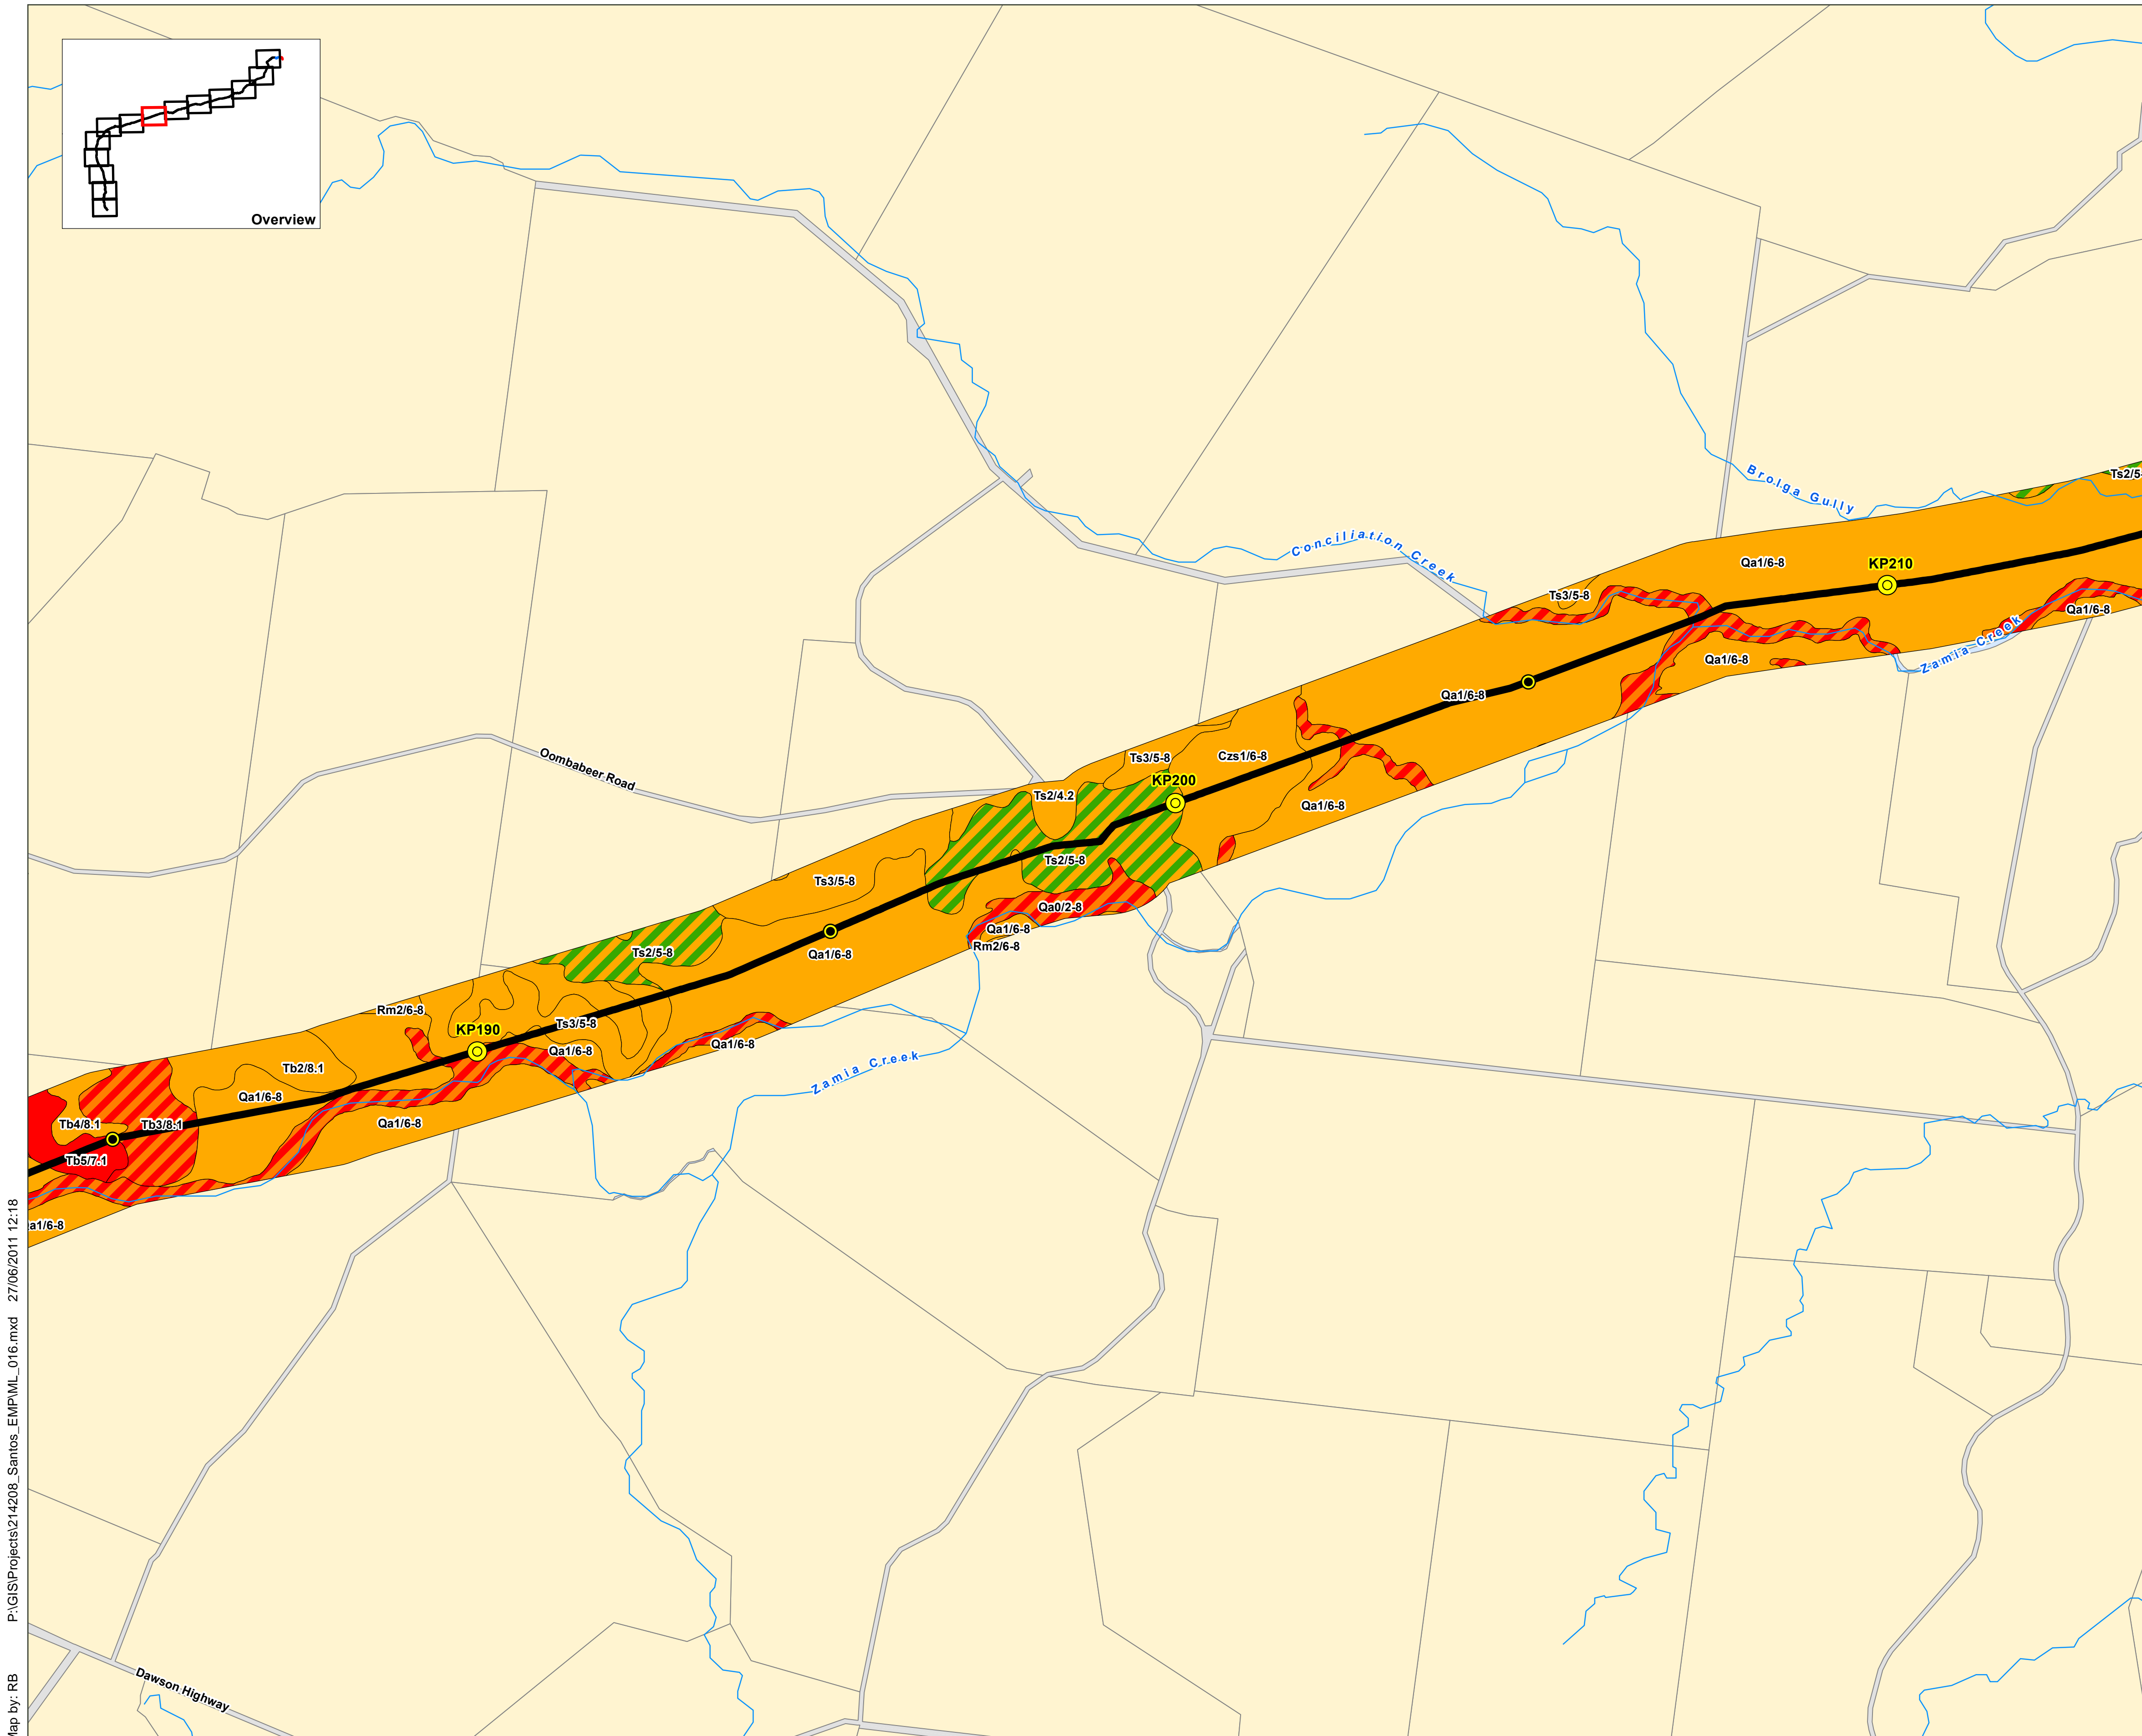 Overview
Brolga Gully
Ts2/5
Conciliation Creek
Qa1/6-8
KP210
Ts3/5-8
Qa1/6-8
Zamia Creek
Qa1/6-8
Qa1/6-8
Oombabeer Road
Ts3/5-8
Czs1/6-8
KP200
Ts2/4.2
Qa1/6-8
Ts2/5-8
Ts3/5-8
Qa0/2-8
Qa1/6-8
Rm2/6-8
Ts2/5-8
Qa1/6-8
Rm2/6-8
KP190
Ts3/5-8
Qa1/6-8
Qa1/6-8
Zamia Creek
Tb2/8.1
Qa1/6-8
Tb4/8.1
Tb3/8.1
Qa1/6-8
Tb5/7.1
a1/6-8
Dawson Highway
Map by: RB P:\GIS\Projects\214208_Santos_EMP\ML_016.mxd 27/06/2011 12:18